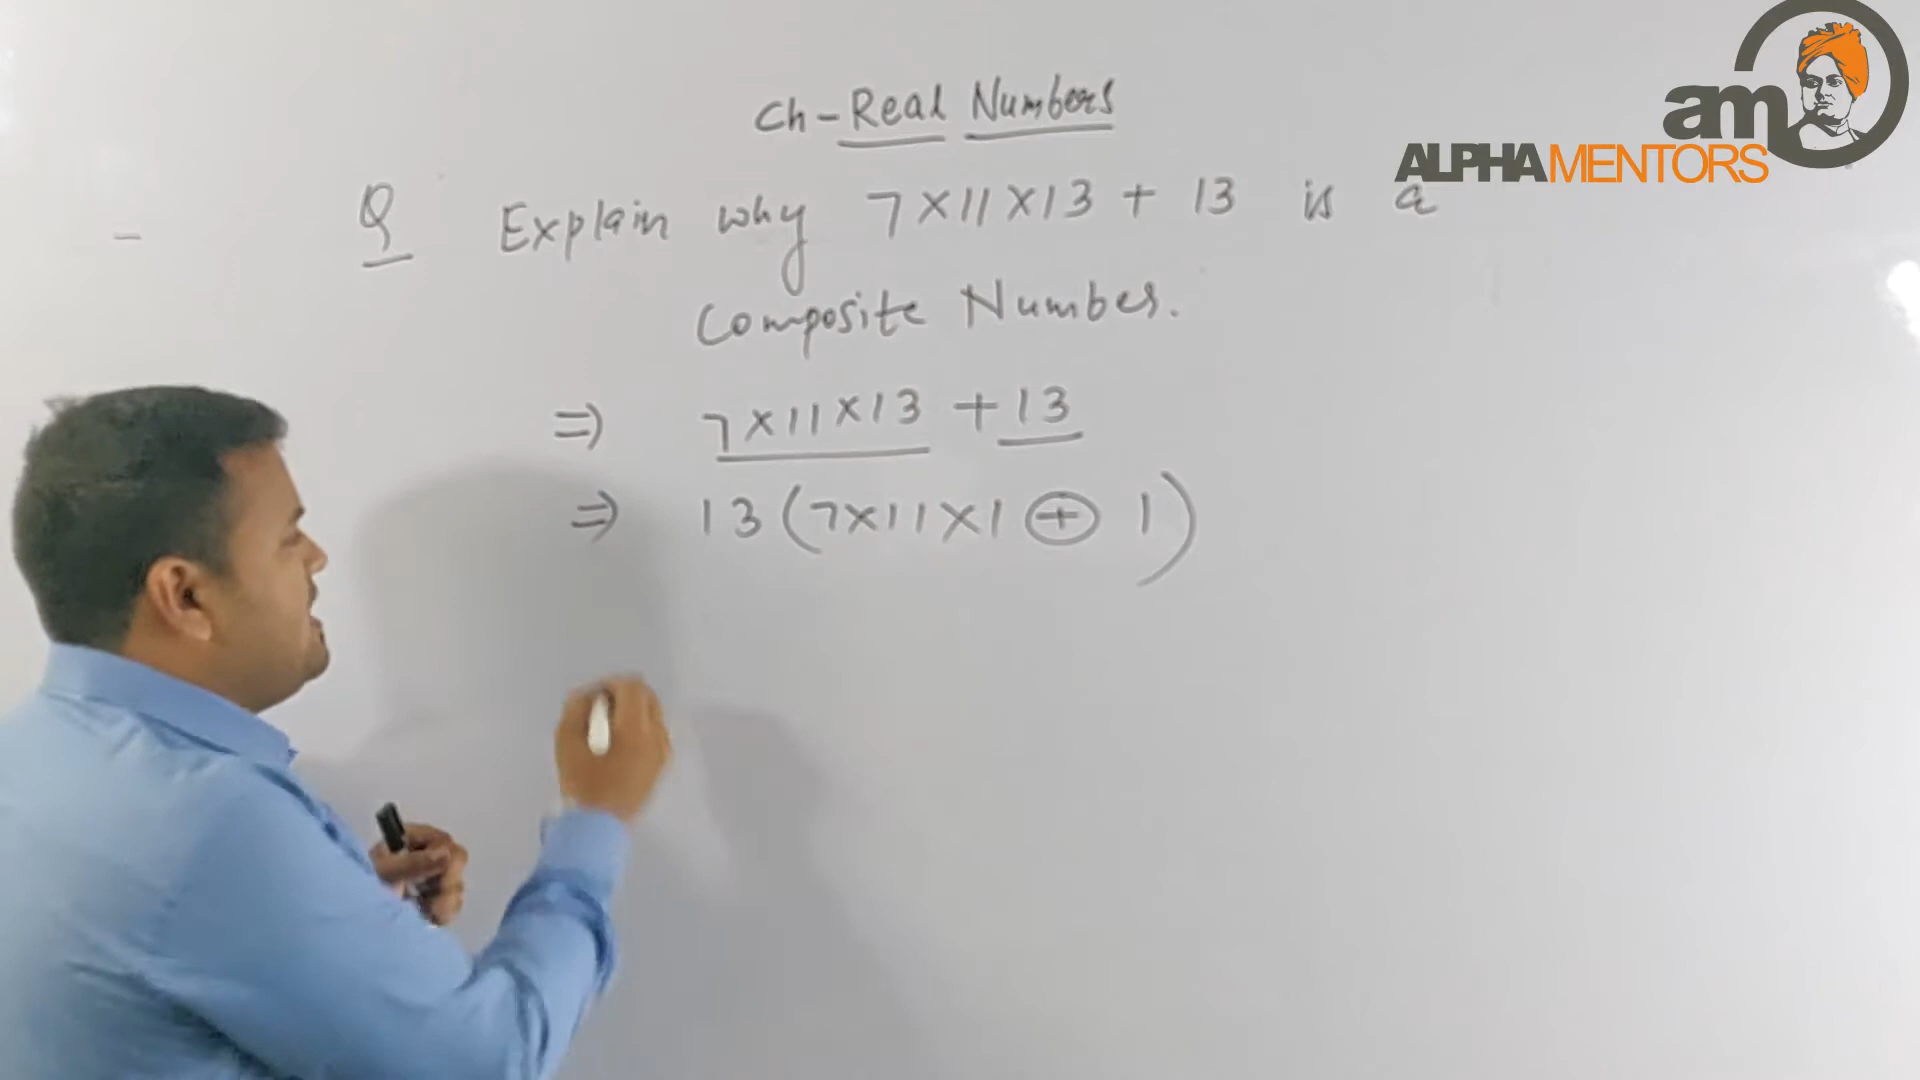 am
ALPHAMENTORS
Ch-Real Numbers
Q Explain why 7×11×13 + 13 is a
Composite Number.
⇒ 7×11×13 + 13
⇒ 13(7×11×1 + 1)